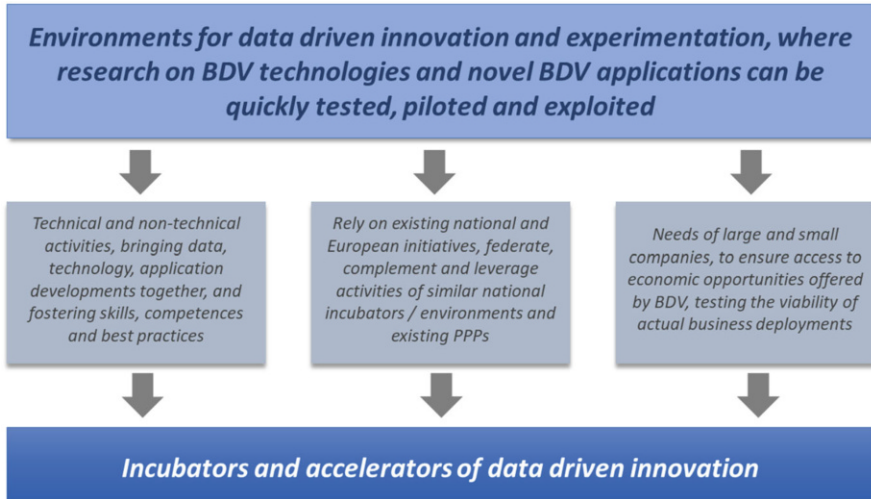 Environments for data driven innovation and experimentation, where
research on BDV technologies and novel BDV applications can be
quickly tested, piloted and exploited
Technical and non-technical
activities, bringing data,
technology, application
developments together, and
fostering skills, competences
and best practices
Rely on existing national and
European initiatives, federate,
complement and leverage
activities of similar national
incubators / environments and
existing PPPs
Needs of large and small
companies, to ensure access to
economic opportunities offered
by BDV, testing the viability of
actual business deployments
Incubators and accelerators of data driven innovation